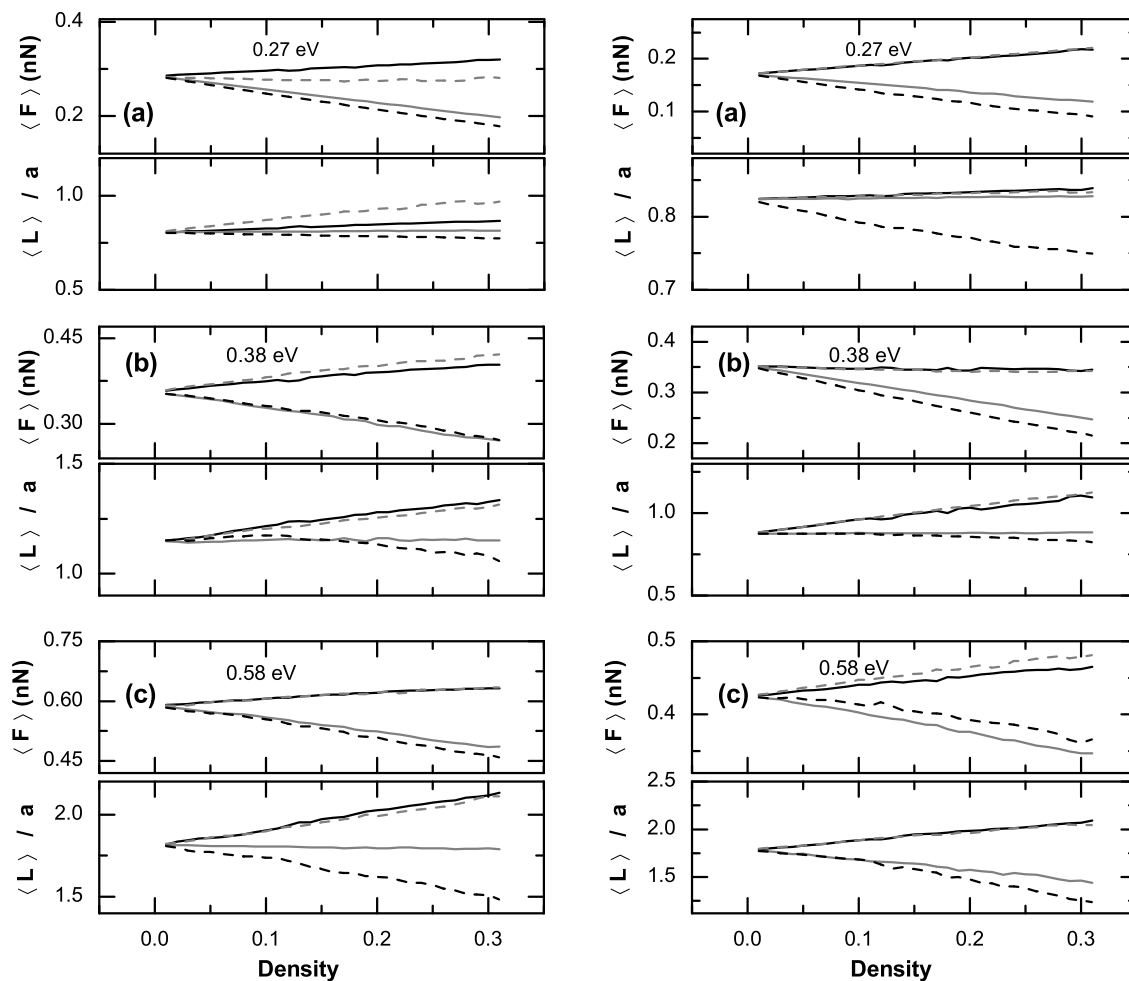 0.4
0.2
⟨ F ⟩ (nN)
0.27 eV
(a)
1.0
0.5
⟨ L ⟩ / a
0.45
0.30
⟨ F ⟩ (nN)
(b)
0.38 eV
1.5
1.0
⟨ L ⟩ / a
0.75
0.60
0.45
⟨ F ⟩ (nN)
0.58 eV
(c)
2.0
1.5
⟨ L ⟩ / a
0.0 0.1 0.2 0.3
Density
0.2
0.1
⟨ F ⟩ (nN)
0.27 eV
(a)
0.8
0.7
⟨ L ⟩ / a
0.5
0.4
0.3
0.2
⟨ F ⟩ (nN)
(b)
0.38 eV
1.0
0.5
⟨ L ⟩ / a
0.5
0.4
⟨ F ⟩ (nN)
0.58 eV
(c)
2.5
2.0
1.5
⟨ L ⟩ / a
0.0 0.1 0.2 0.3
Density